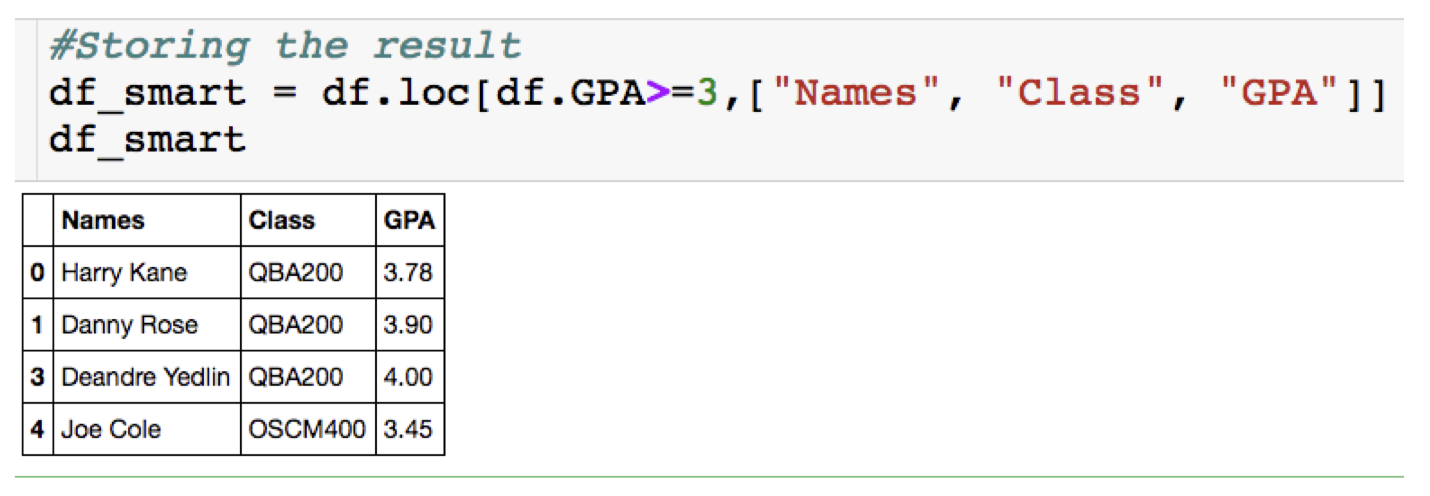 #Storing the result
df_smart = df.loc[df.GPA>=3,["Names", "Class", "GPA"]]
df_smart
Names Class GPA
0 Harry Kane QBA200 3.78
1 Danny Rose QBA200 3.90
3 Deandre Yedlin QBA200 4.00
4 Joe Cole OSCM400 3.45